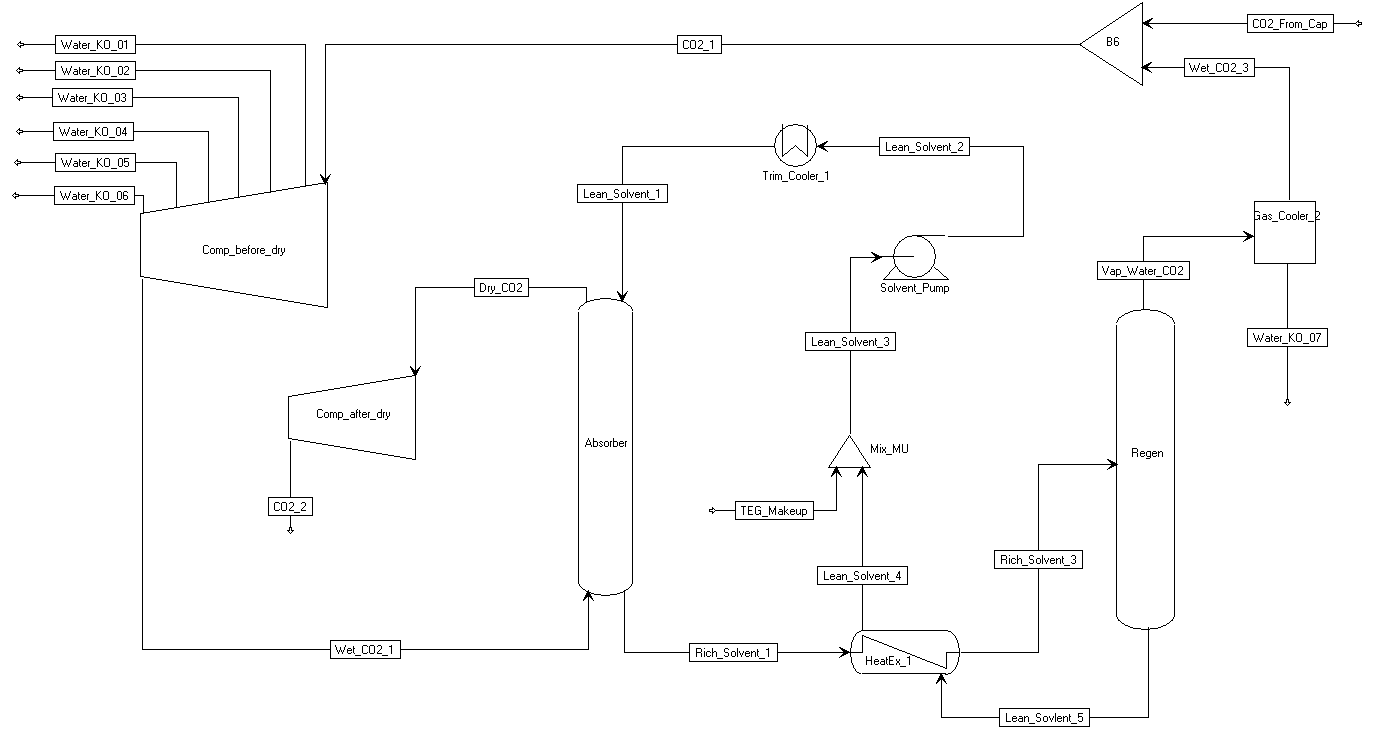 CO2_From_Cap
Water_KO_01
CO2_1
B6
Water_KO_02
Wet_CO2_3
Water_KO_03
Water_KO_04
Lean_Solvent_2
Water_KO_05
Trim_Cooler_1
Water_KO_06
Lean_Solvent_1
Gas_Cooler_2
Comp_before_dry
Vap_Water_CO2
Dry_CO2
Solvent_Pump
Lean_Solvent_3
Water_KO_07
Comp_after_dry
Absorber
Mix_MU
Regen
CO2_2
TEG_Makeup
Rich_Solvent_3
Lean_Solvent_4
Wet_CO2_1
Rich_Solvent_1
HeatEx_1
Lean_Sovlent_5